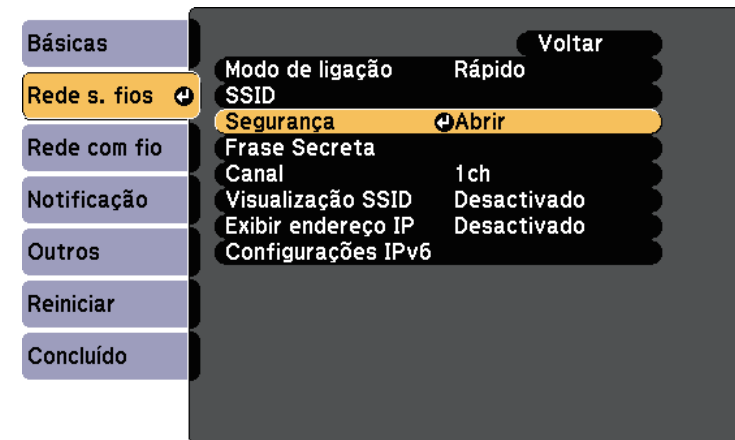 Básicas
Rede s. fios
Rede com fio
Notificação
Outros
Reiniciar
Concluído
Voltar
Modo de ligação Rápido
SSID
Segurança Abrir
Frase Secreta
Canal 1ch
Visualização SSID Desactivado
Exibir endereço IP Desactivado
Configurações IPv6